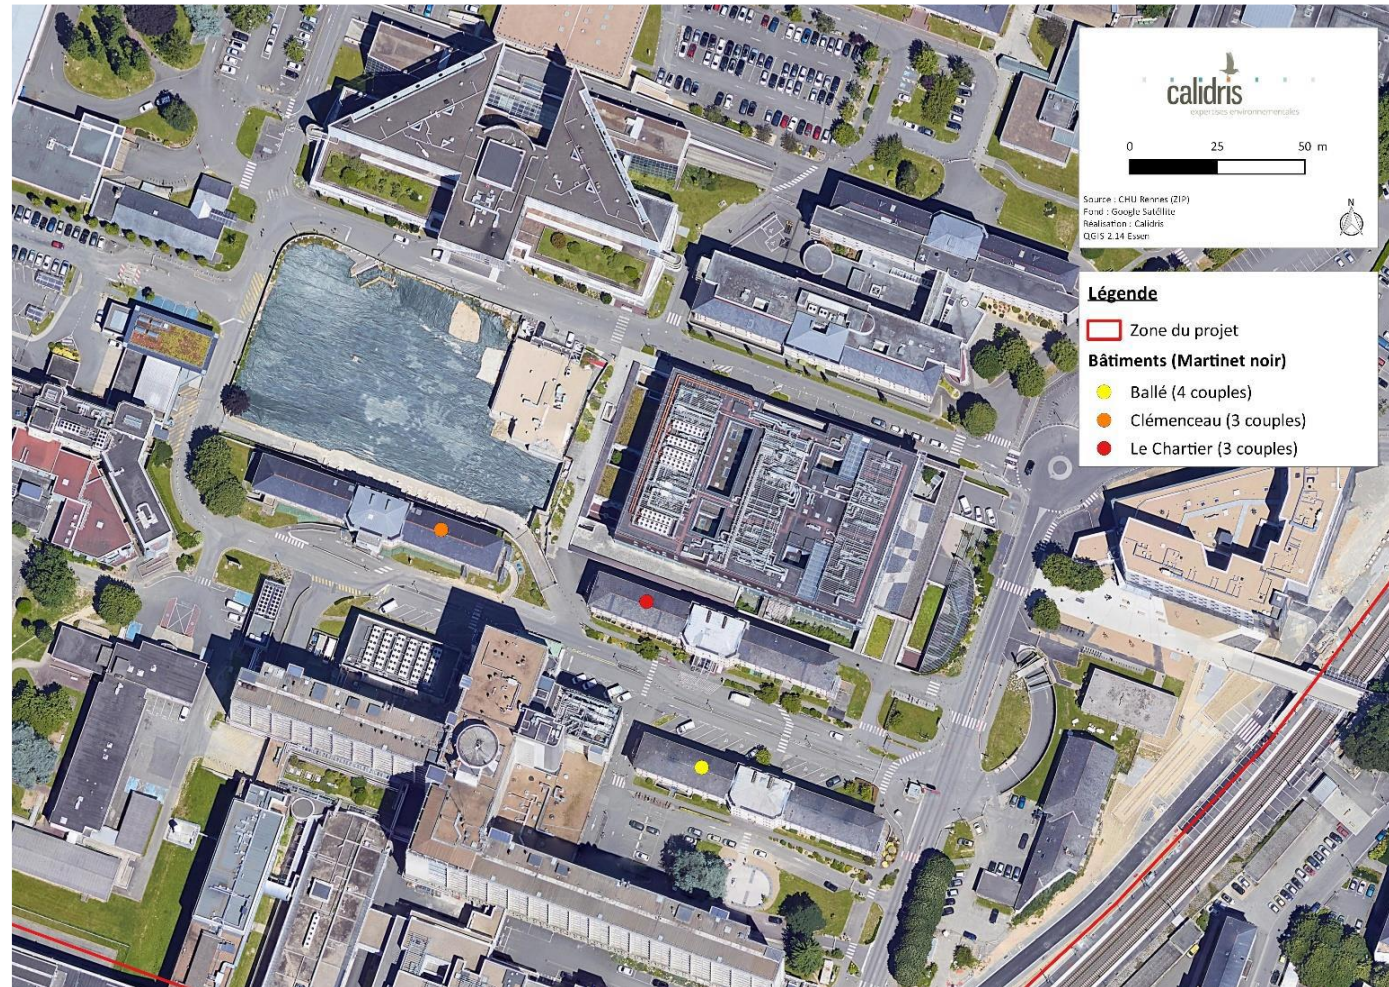 calidris
expertises environnementales
0 25 50 m
Source : CHU Rennes (ZIP)
Fond : Google Satéllite
Réalisation : Calidris
QGIS 2.14 Essen
N
Légende
Zone du projet
Bâtiments (Martinet noir)
Ballé (4 couples)
Clémenceau (3 couples)
Le Chartier (3 couples)